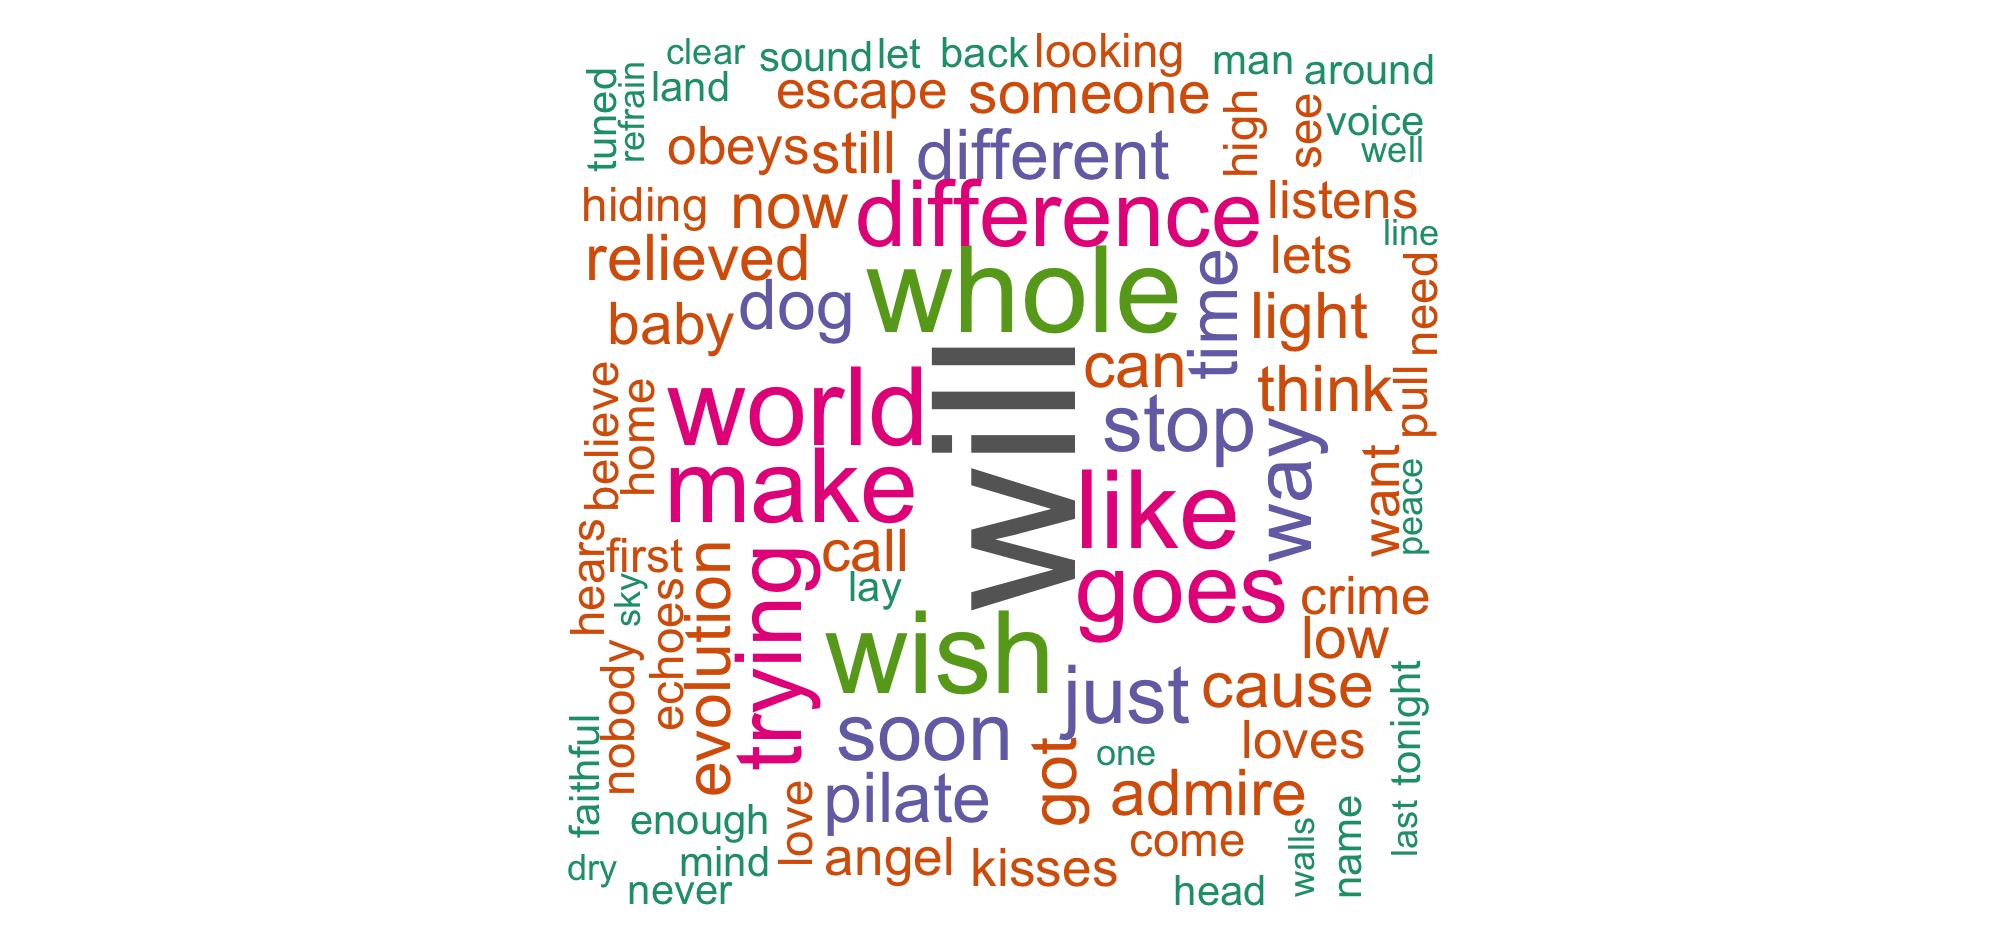 clear
sound
let
back
looking
man
around
tuned
refrain
land
escape
someone
high
see
voice
well
obeys
still
different
hiding
now
difference
listens
line
relieved
lets
need
baby
dog
whole
time
light
can
think
pull
believe
home
world
will
stop
way
want
peace
make
like
hears
first
call
lay
goes
crime
low
sky
echoes
evolution
trying
wish
just
cause
tonight
nobody
faithful
soon
got
one
loves
pilate
admire
love
enough
mind
angel
kisses
come
walls
name
last
dry
never
head